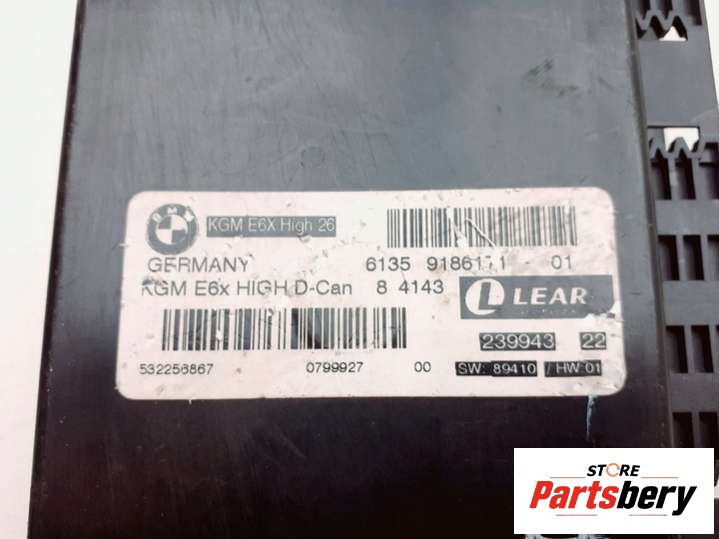 BMW KGM E6X High 26
GERMANY 6135 01
KGM E6x HIGH D-Can 8 4143 LEAR
239943 22
532256867 0799927 00 SW: 89410 / HW:01
STORE
Partsbery